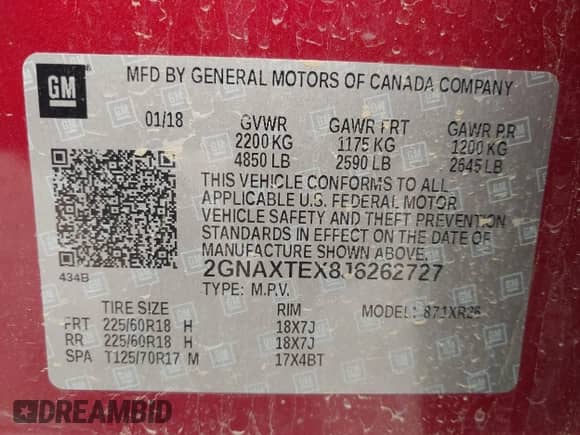 GM
MFD BY GENERAL MOTORS OF CANADA COMPANY
01/18 GVWR GAWR FRT GAWR RR
2200 KG 1175 KG 1200 KG
4850 LB 2590 LB 2645 LB
THIS VEHICLE CONFORMS TO ALL
APPLICABLE U.S. FEDERAL MOTOR
VEHICLE SAFETY AND THEFT PREVENTION
STANDARDS IN EFFECT ON THE DATE OF
MANUFACTURE SHOWN ABOVE.
434B 2GNAXTEX8J6262727
TYPE: M.P.V. MODEL:
TIRE SIZE RIM
FRT 225/60R18 H 18X7J
RR 225/60R18 H 18X7J
SPA T125/70R17 M 17X4BT
DREAMBID